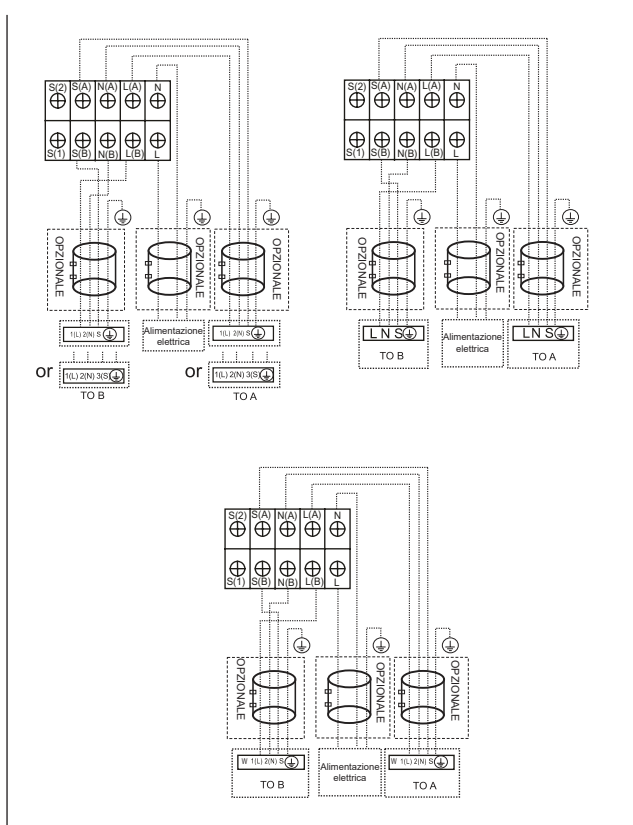 S(2) S(A) N(A) L(A) N
S(1) S(B) N(B) L(B) L
OPZIONALE
OPZIONALE
OPZIONALE
1(L) 2(N) S
Alimentazione
elettrica
1(L) 2(N) S
or
1(L) 2(N) 3(S)
TO B
or
1(L) 2(N) 3(S)
TO A
S(2) S(A) N(A) L(A) N
S(1) S(B) N(B) L(B) L
OPZIONALE
OPZIONALE
OPZIONALE
L N S
TO B
Alimentazione
elettrica
L N S
TO A
S(2) S(A) N(A) L(A) N
S(1) S(B) N(B) L(B) L
OPZIONALE
OPZIONALE
OPZIONALE
W 1(L) 2(N) S
TO B
Alimentazione
elettrica
W 1(L) 2(N) S
TO A